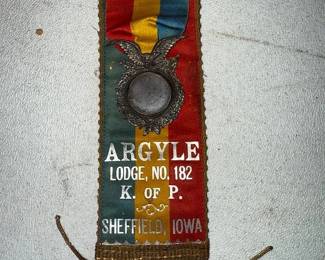 ARGYLE
LODGE, NO. 182
K. OF P.
SHEFFIELD, IOWA